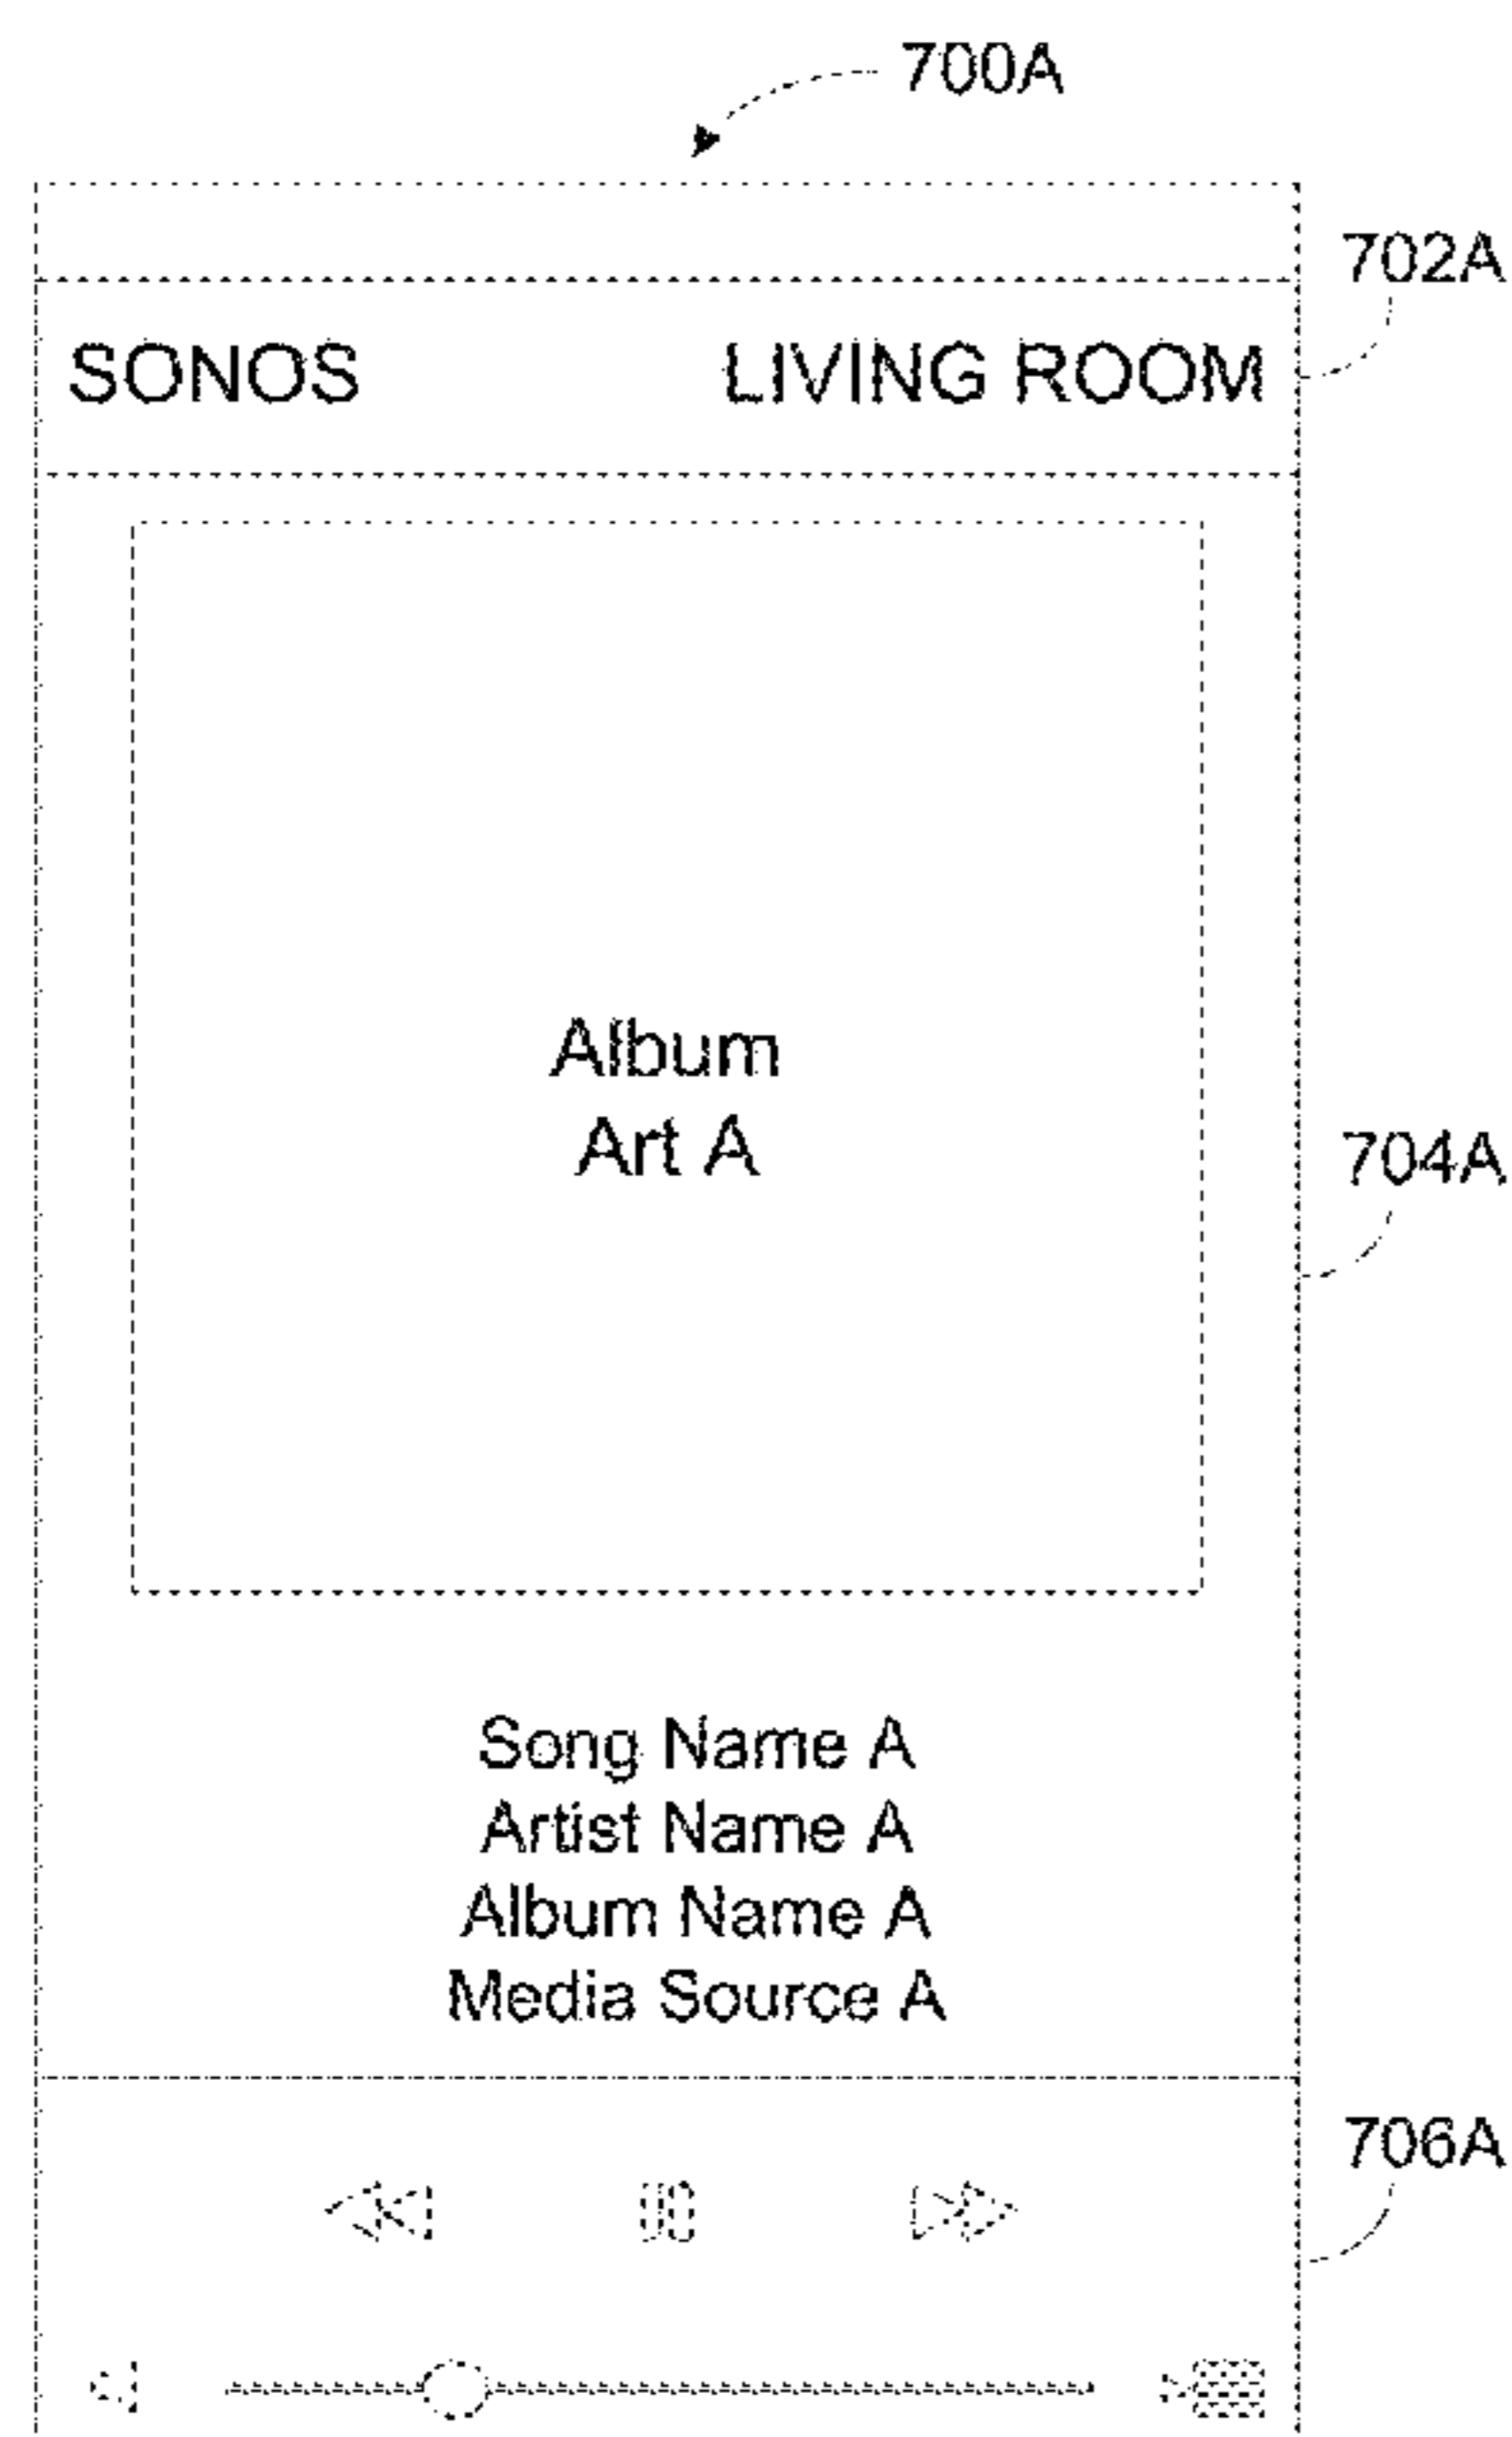 700A
702A
SONOS LIVING ROOM
Album
Art A
704A
Song Name A
Artist Name A
Album Name A
Media Source A
706A